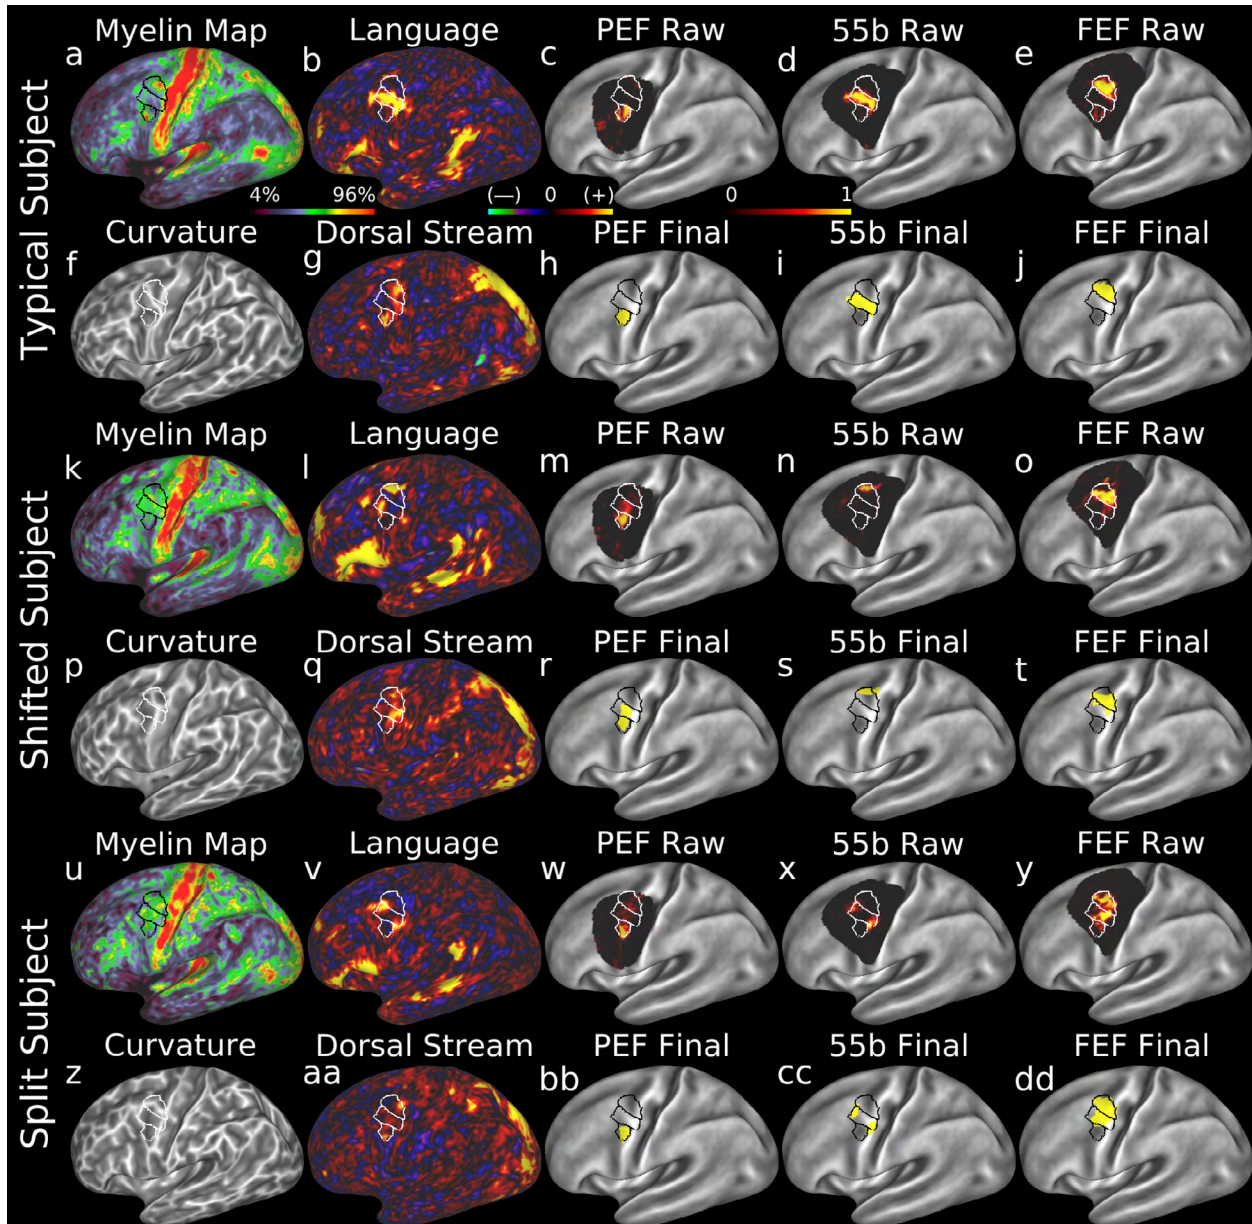 Typical Subject
Myelin Map Language PEF Raw 55b Raw FEF Raw
a b c d e
4% 96% (—) 0 (+) 0 1
Curvature Dorsal Stream PEF Final 55b Final FEF Final
f g h i j
Shifted Subject
Myelin Map Language PEF Raw 55b Raw FEF Raw
k l m n o
Curvature Dorsal Stream PEF Final 55b Final FEF Final
p q r s t
Split Subject
Myelin Map Language PEF Raw 55b Raw FEF Raw
u v w x y
Curvature Dorsal Stream PEF Final 55b Final FEF Final
z aa bb cc dd